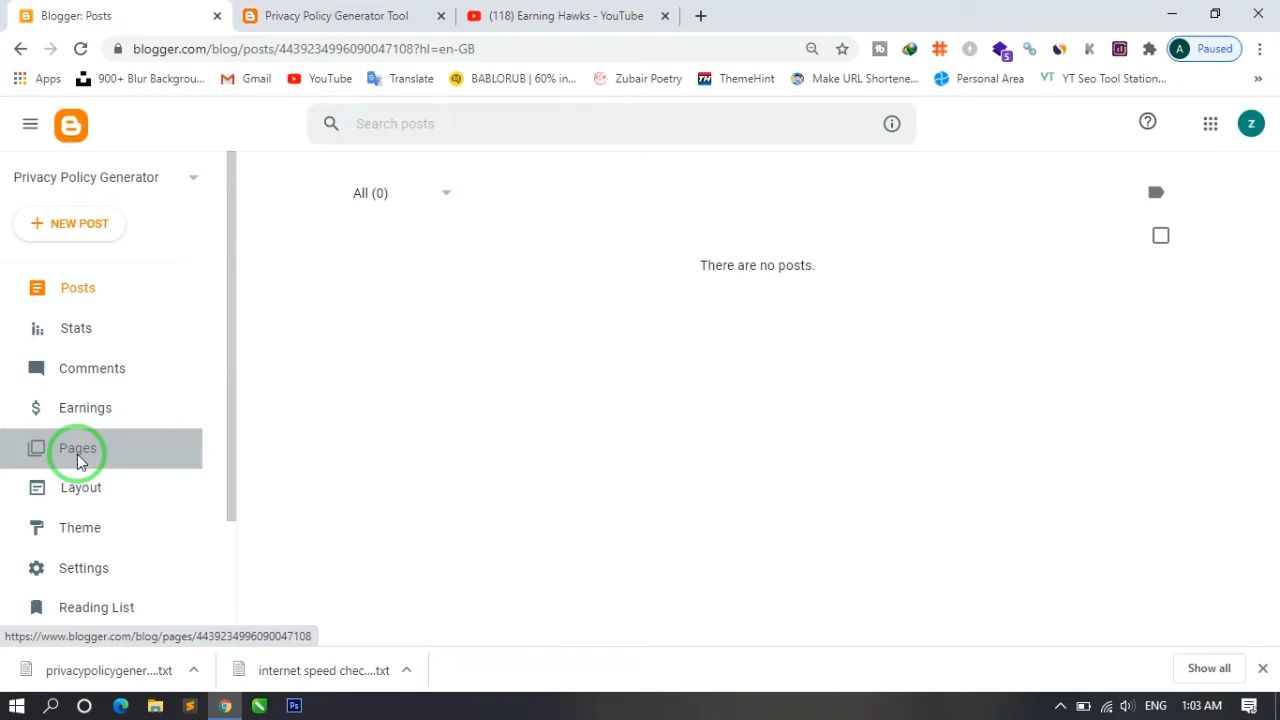 Blogger: Posts
Privacy Policy Generator Tool
(118) Earning Hawks - YouTube
blogger.com/blog/posts/4439234996090047108?hl=en-GB
A Paused
Apps
900+ Blur Backgrou...
Gmail
YouTube
Translate
BABLORUB | 60% in...
Zubair Poetry
TH ThemeHint
Make URL Shortene...
Personal Area
YT YT Seo Tool Station...
»
Search posts
z
Privacy Policy Generator
All (0)
+ NEW POST
There are no posts.
Posts
Stats
Comments
$ Earnings
Pages
Layout
Theme
Settings
Reading List
https://www.blogger.com/blog/pages/4439234996090047108
privacypolicygener....txt
internet speed chec....txt
Show all
Ps
ENG
1:03 AM